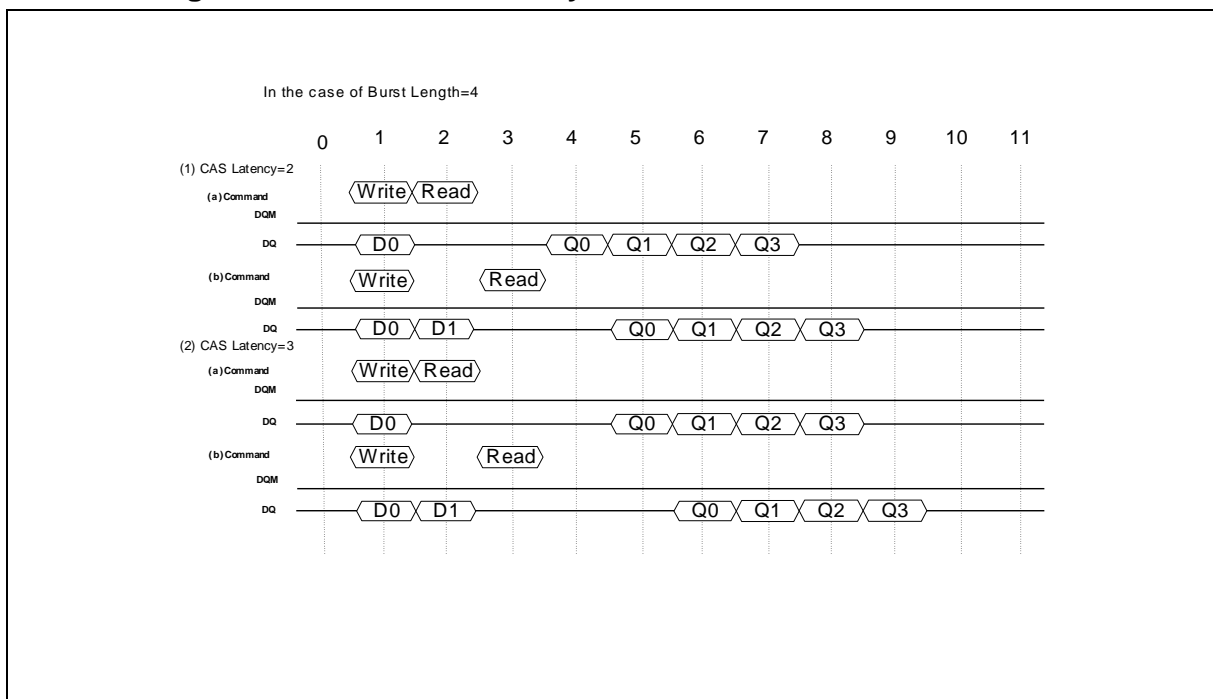 In the case of Burst Length=4
0 1 2 3 4 5 6 7 8 9 10 11
(1) CAS Latency=2
(a)Command Write Read
DQM
DQ D0 Q0 Q1 Q2 Q3
(b)Command Write Read
DQM
DQ D0 D1 Q0 Q1 Q2 Q3
(2) CAS Latency=3
(a)Command Write Read
DQM
DQ D0 Q0 Q1 Q2 Q3
(b)Command Write Read
DQM
DQ D0 D1 Q0 Q1 Q2 Q3